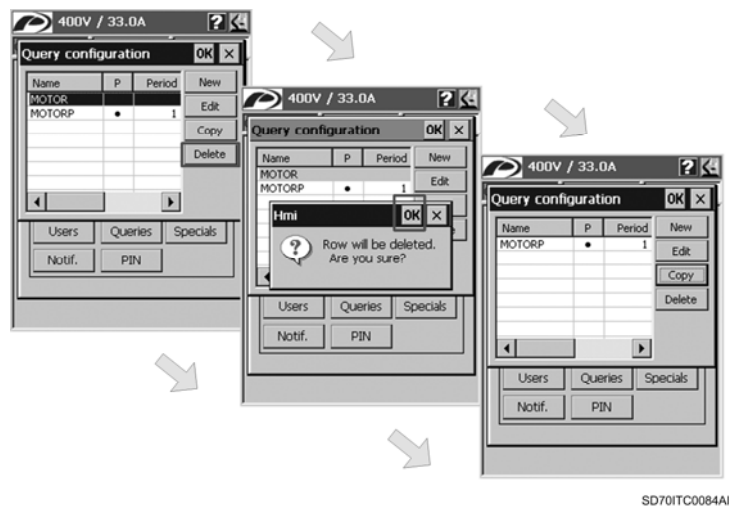 400V / 33.0A ?
Query configuration OK ×
Name P Period New
MOTOR Edit
MOTORP • 1
Copy
Delete
Users Queries Specials
Notif. PIN
400V / 33.0A ?
Query configuration OK ×
Name P Period New
MOTOR
MOTORP • 1 Edit
Hmi OK ×
? Row will be deleted.
Are you sure?
Users Queries Specials
Notif. PIN
400V / 33.0A ?
Query configuration OK ×
Name P Period New
MOTORP • 1 Edit
Copy
Delete
Users Queries Specials
Notif. PIN
SD70ITC0084AI